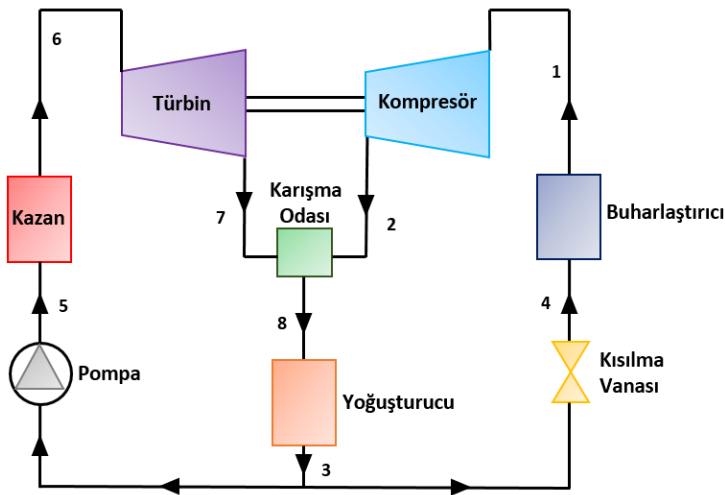 6
1
Türbin
Kompresör
Karışma
Odası
Kazan
7
2
Buharlaştırıcı
5
8
4
Pompa
Kısılma
Vanası
Yoğuşturucu
3